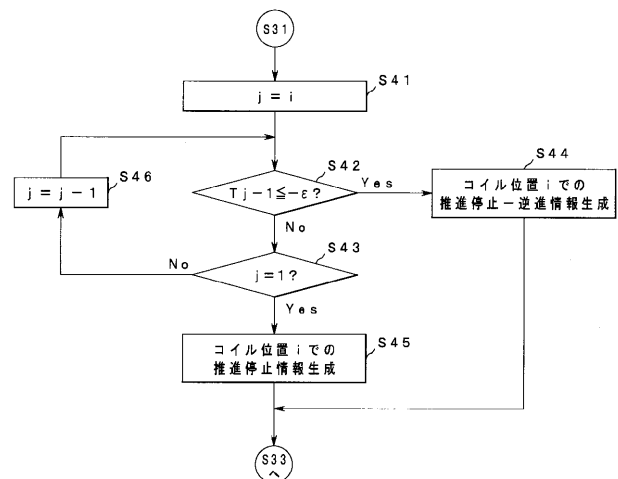 S31
S41
j=i
S46
j=j-1
S42
Tj-1≦-ε?
Yes
S44
コイル位置iでの
推進停止-逆進情報生成
No
S43
j=1?
No
Yes
S45
コイル位置iでの
推進停止情報生成
S33
へ